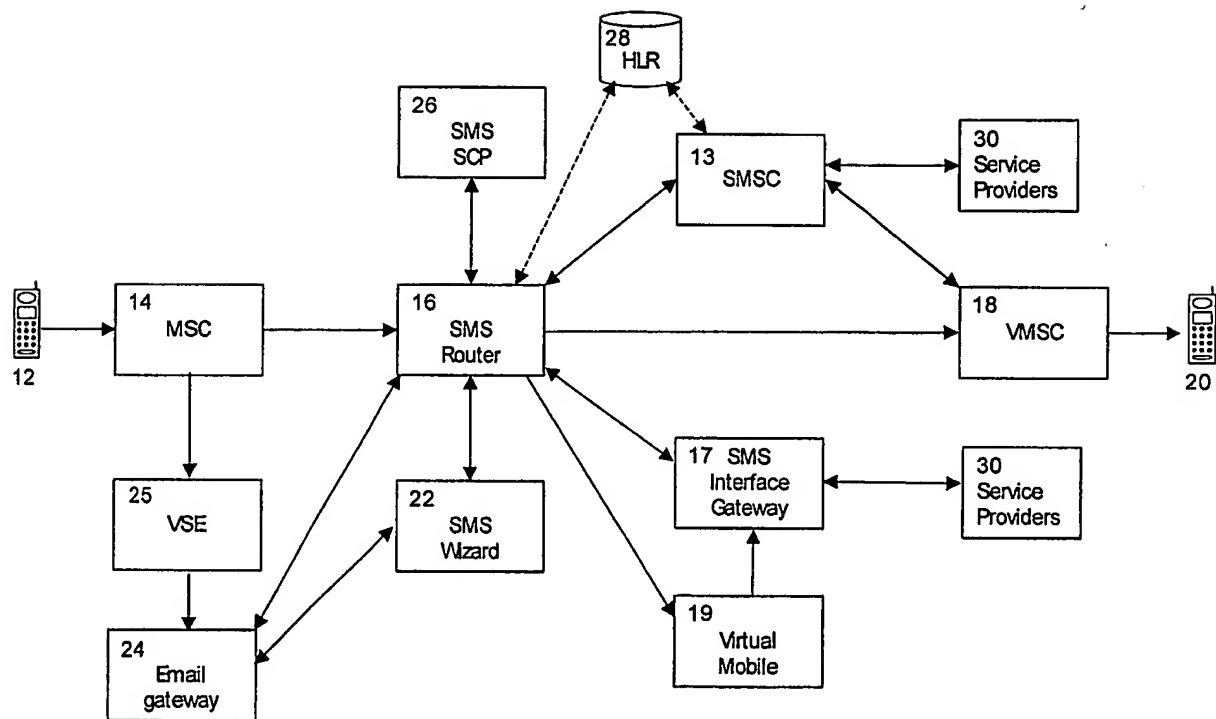 28
HLR
26
SMS
SCP
13
SMSC
30
Service
Providers
14
MSC
16
SMS
Router
18
VMSC
12
20
17 SMS
Interface
Gateway
30
Service
Providers
25
VSE
22
SMS
Wizard
19
Virtual
Mobile
24
Email
gateway